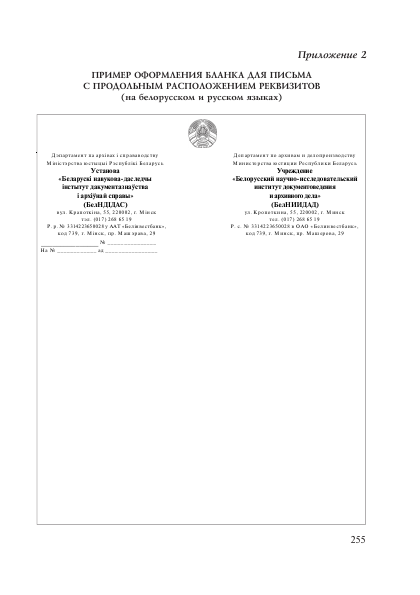 Приложение 2
ПРИМЕР ОФОРМЛЕНИЯ БЛАНКА ДЛЯ ПИСЬМА
С ПРОДОЛЬНЫМ РАСПОЛОЖЕНИЕМ РЕКВИЗИТОВ
(на белорусском и русском языках)
Дэпартамент па архівах і справаводству
Міністэрства юстыцыі Рэспублікі Беларусь
Установа
«Беларускі навукова-даследчы
інстытут дакументазнаўства
і архіўнай справы»
(БелНДІДАС)
вул. Крапоткіна, 55, 220002, г. Мінск
тэл. (017) 268 65 19
Р. р. № 3314223650028 у ААТ «Белінвестбанк»,
код 739, г. Мінск, пр. Машэрава, 29
____________ № ____________
На № ____________ ад ____________
Департамент по архивам и делопроизводству
Министерства юстиции Республики Беларусь
Учреждение
«Белорусский научно-исследовательский
институт документоведения
и архивного дела»
(БелНИИДАД)
ул. Кропоткина, 55, 220002, г. Минск
тел. (017) 268 65 19
Р. с. № 3314223650028 в ОАО «Белинвестбанк»,
код 739, г. Минск, пр. Машерова, 29
255